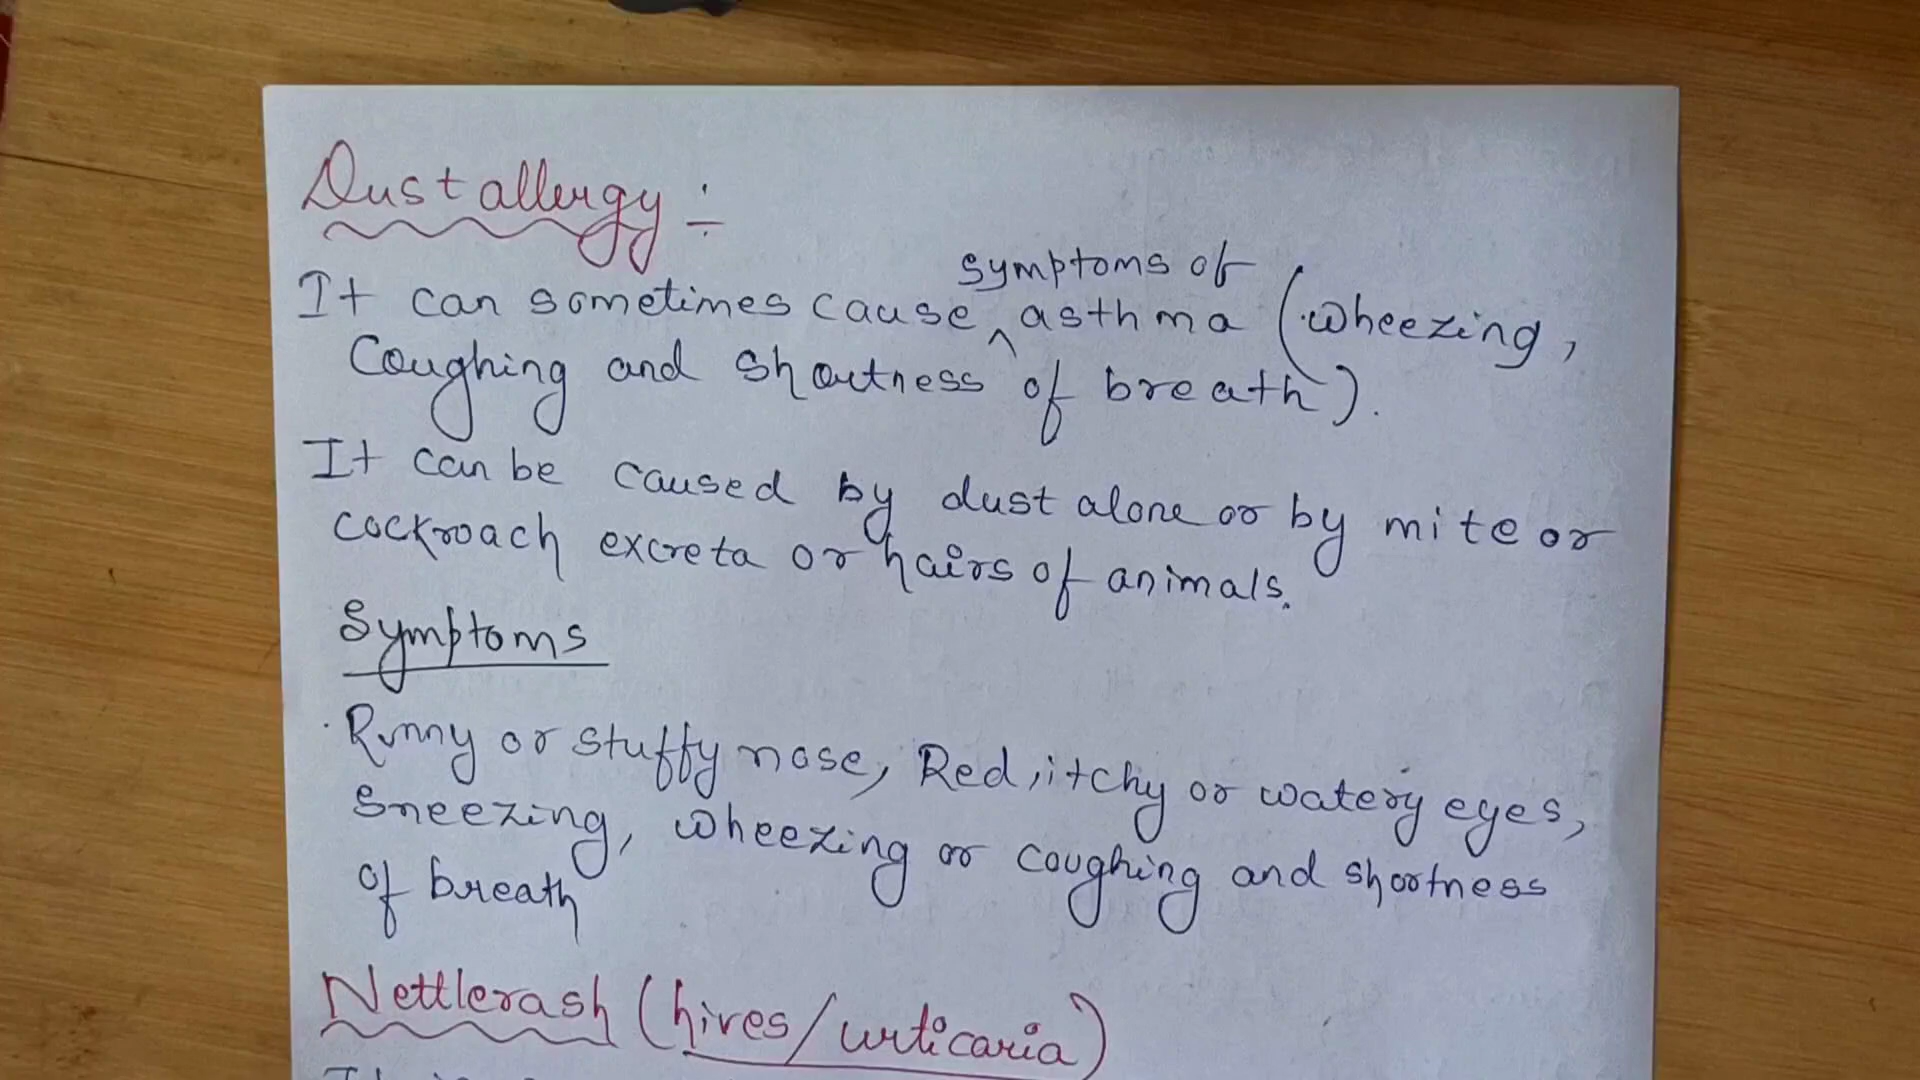 Dust allergy :-
symptoms of
It can sometimes cause ^ asthma (wheezing,
Coughing and shortness of breath).
It can be caused by dust alone or by mite or
cockroach excreta or hairs of animals.
Symptoms
· Runny or stuffy nose, Red, itchy or watery eyes,
Sneezing, wheezing or coughing and shortness
of breath
Nettlerash (hives/urticaria)